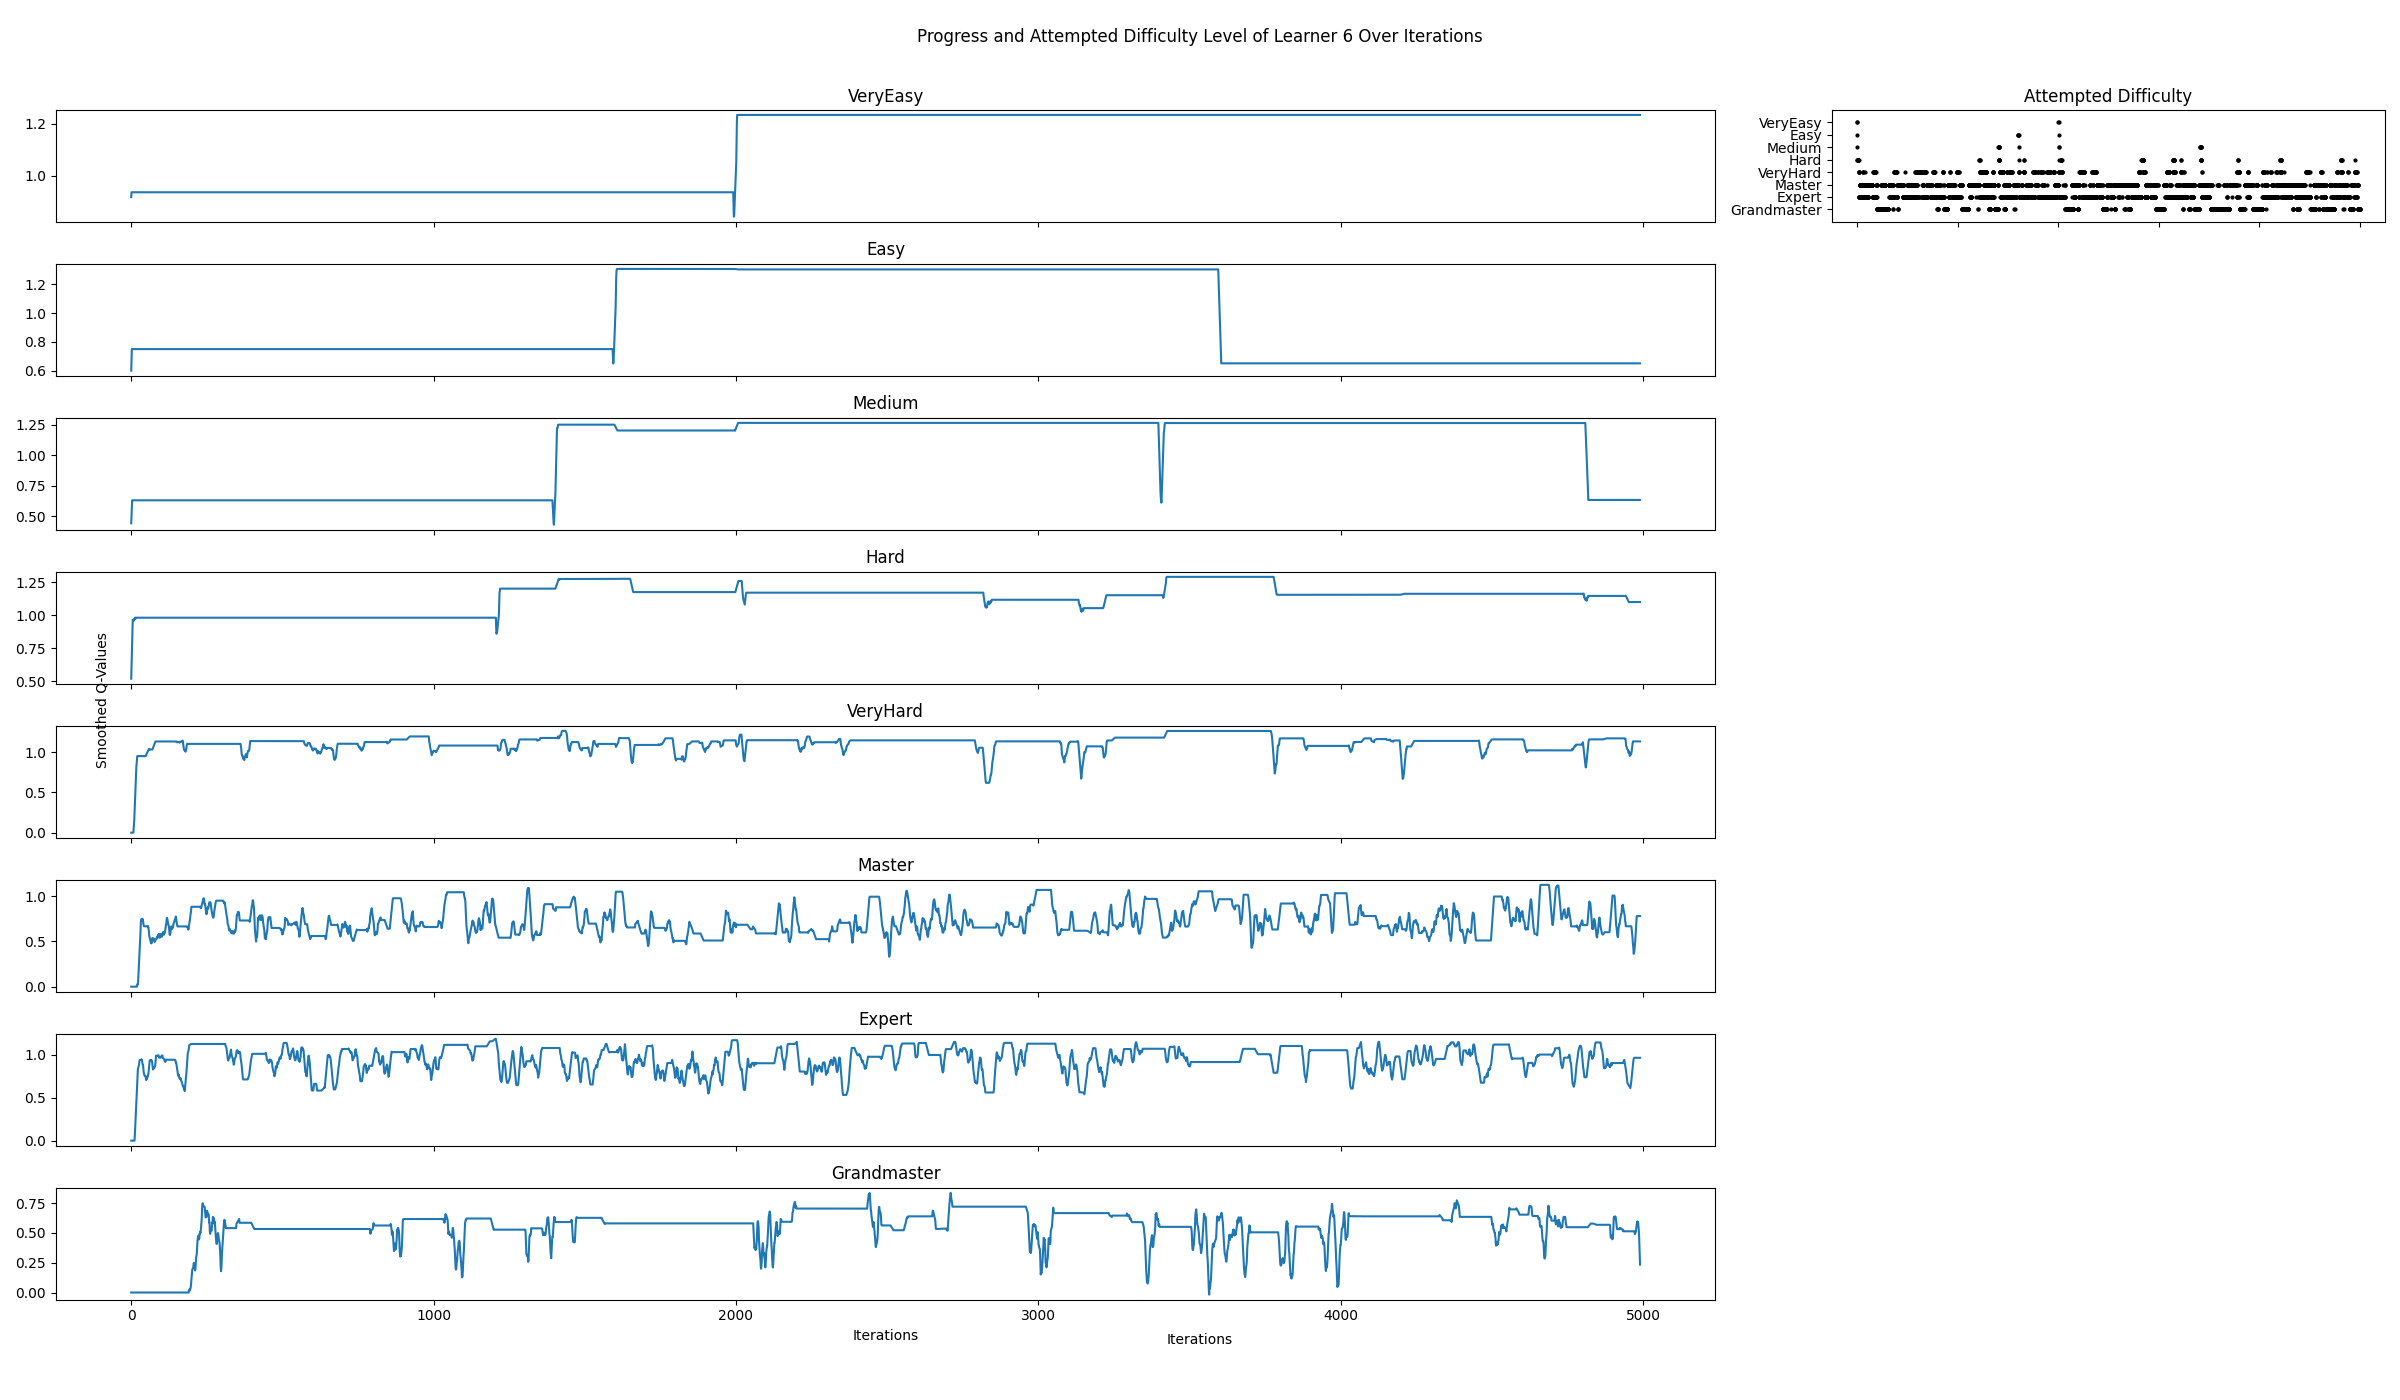 Progress and Attempted Difficulty Level of Learner 6 Over Iterations
VeryEasy
1.2
1.0
Easy
1.2
1.0
0.8
0.6
Medium
1.25
1.00
0.75
0.50
Hard
1.25
1.00
0.75
0.50
Smoothed Q-Values
VeryHard
1.0
0.5
0.0
Master
1.0
0.5
0.0
Expert
1.0
0.5
0.0
Grandmaster
0.75
0.50
0.25
0.00
0 1000 2000 3000 4000 5000
Iterations
Iterations
Attempted Difficulty
VeryEasy
Easy
Medium
Hard
VeryHard
Master
Expert
Grandmaster